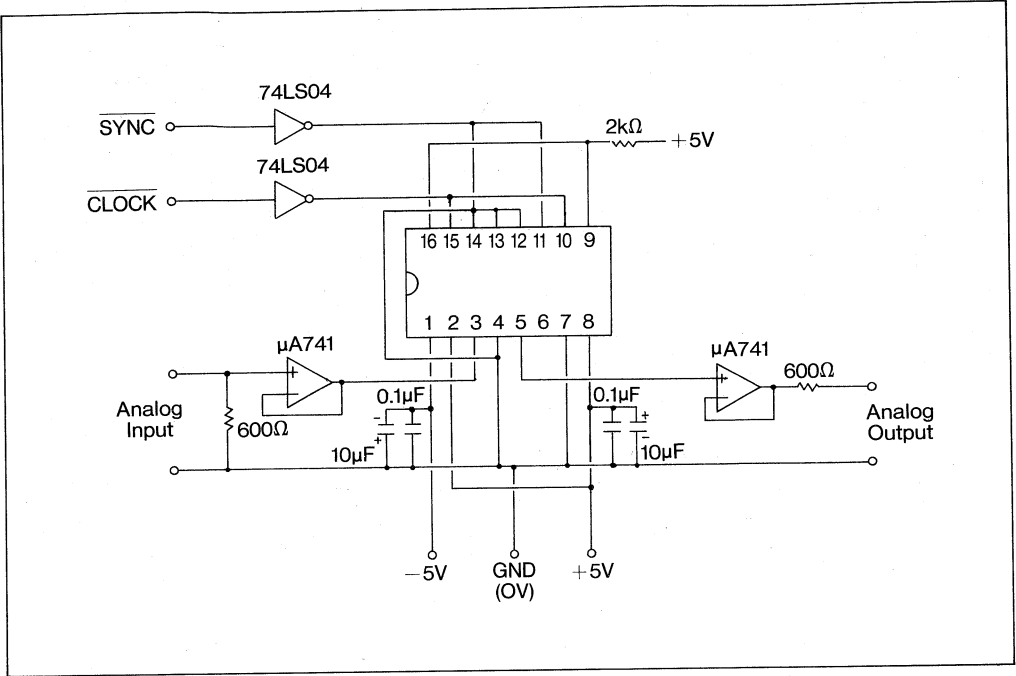 74LS04
SYNC
2kΩ
+5V
74LS04
CLOCK
16 15 14 13 12 11 10 9
1 2 3 4 5 6 7 8
μA741
μA741
600Ω
+
+
−
−
Analog
Input
600Ω
0.1μF
-
+
10μF
0.1μF
+
-
10μF
Analog
Output
−5V
GND
(OV)
+5V